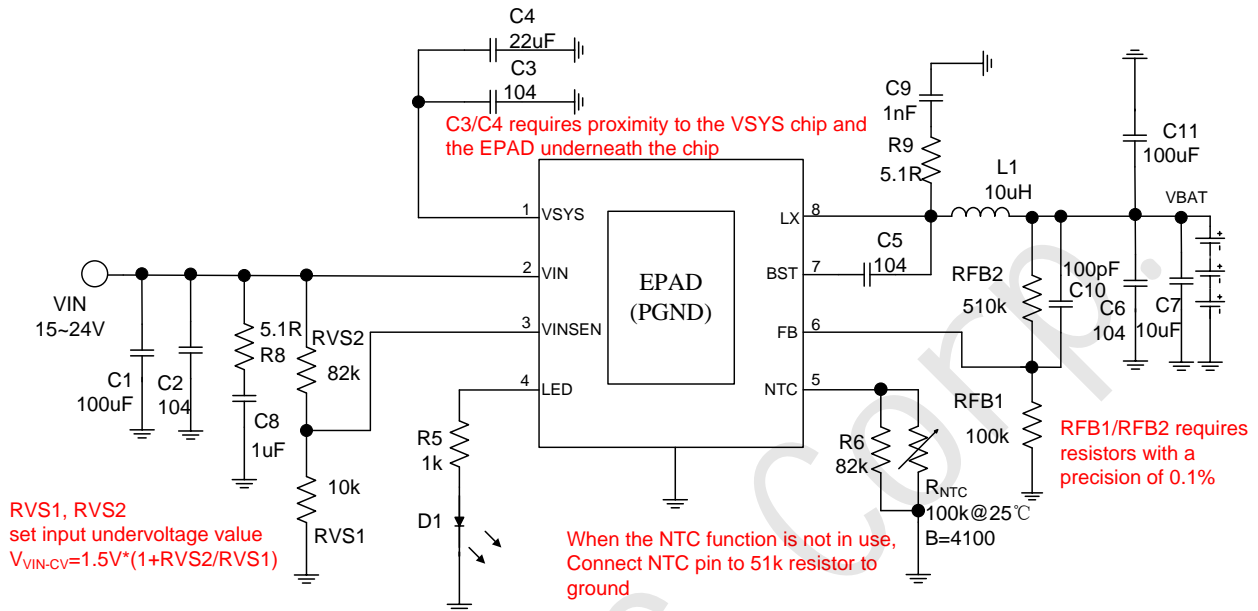 C4
22uF
C3
104
C3/C4 requires proximity to the VSYS chip and
the EPAD underneath the chip
C9
1nF
R9
5.1R
C11
100uF
L1
10uH
VBAT
1 VSYS
LX 8
2 VIN
BST 7
3 VINSEN
FB 6
4 LED
NTC 5
EPAD
(PGND)
C5
104
VIN
15~24V
C1
100uF
C2
104
5.1R
R8
C8
1uF
RVS2
82k
10k
RVS1
RFB2
510k
100pF
C10
C6
104
C7
10uF
+ -
+ -
+ -
RFB1
100k
RFB1/RFB2 requires
resistors with a
precision of 0.1%
R5
1k
D1
R6
82k
RNTC
100k@25℃
B=4100
RVS1, RVS2
set input undervoltage value
VVIN-CV=1.5V*(1+RVS2/RVS1)
When the NTC function is not in use,
Connect NTC pin to 51k resistor to
ground
Corp.